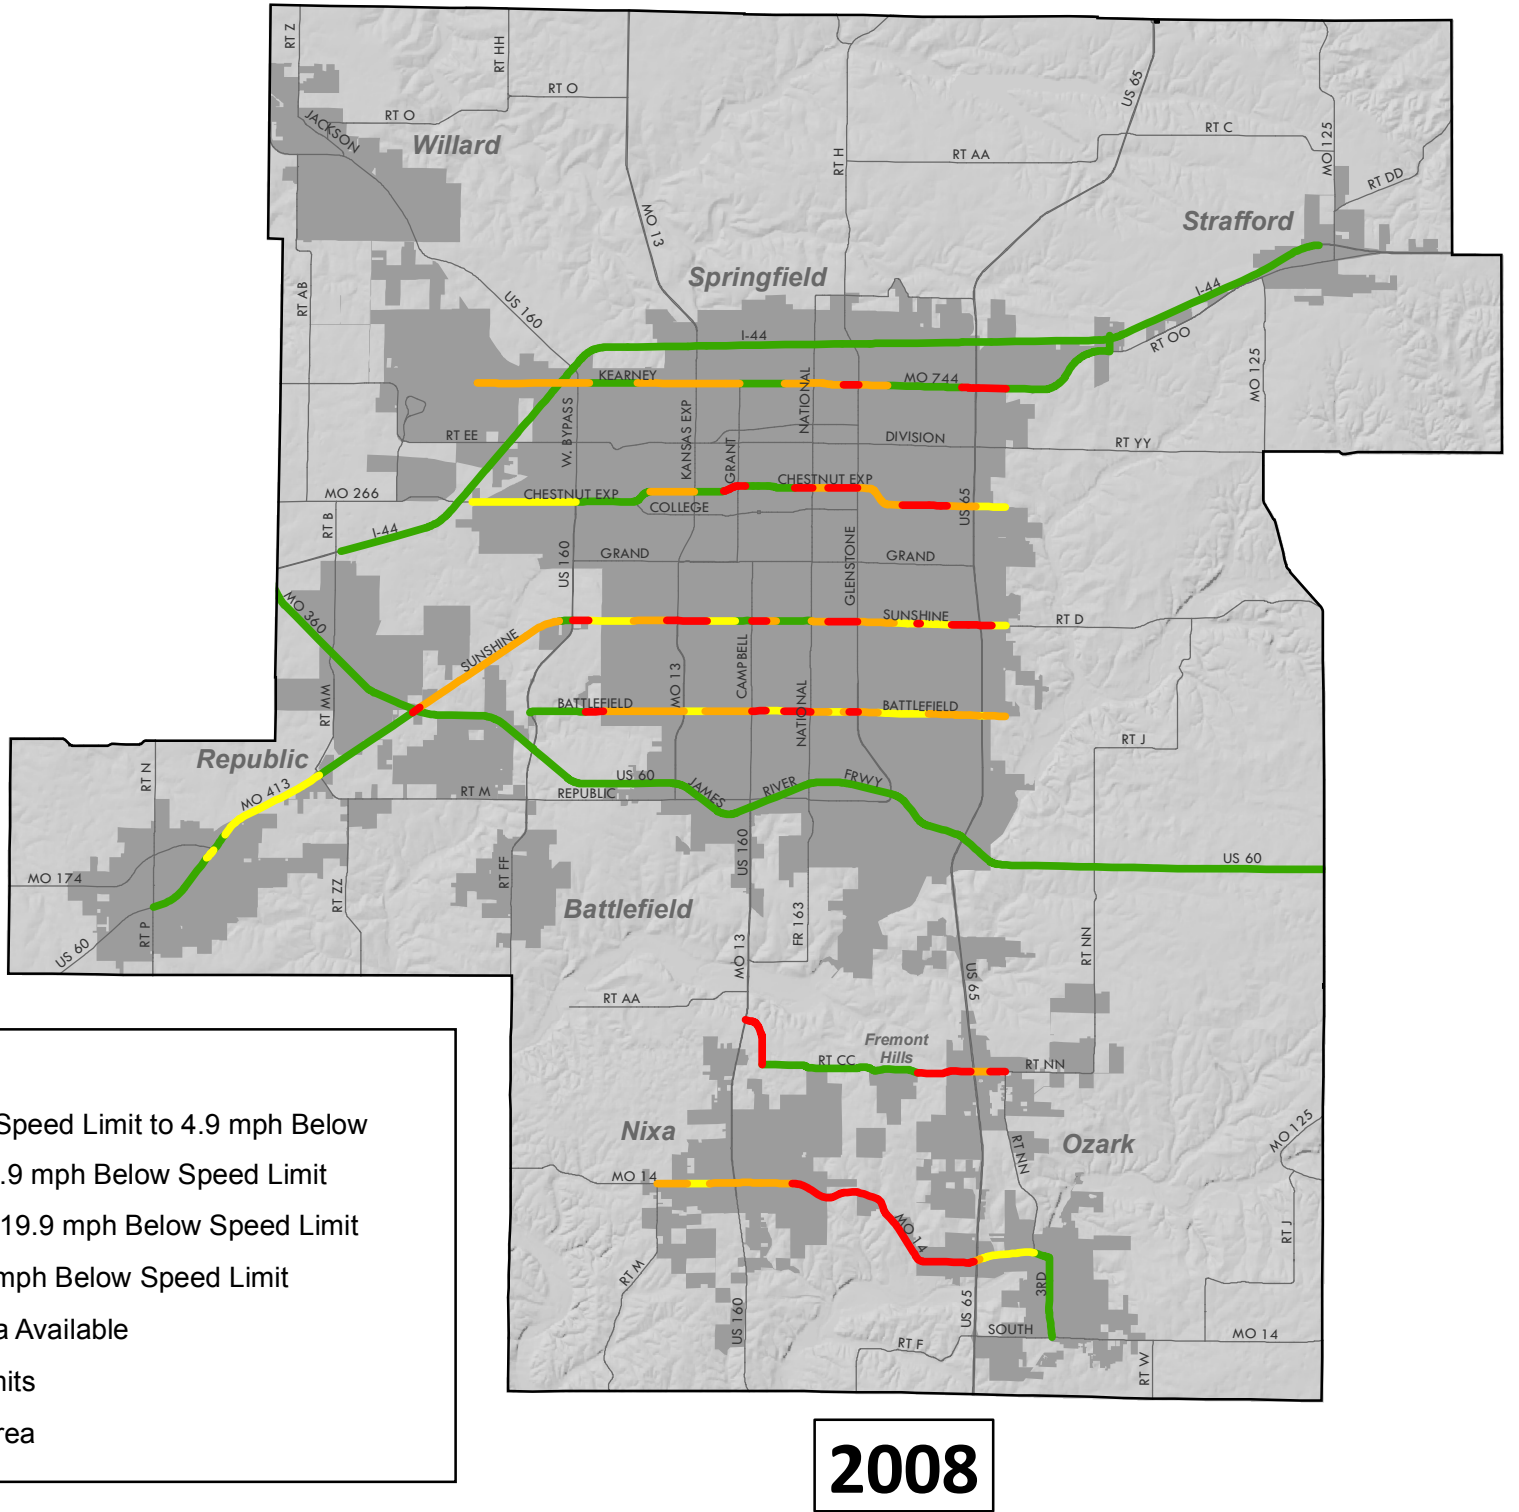 RT Z
RT HH
RT O
RT O
JACKSON
Willard
US 65
RT C
RT H
RT AA
MO 125
RT DD
MO 13
Strafford
Springfield
RT AB
US 160
I-44
I-44
RT OO
MO 125
KEARNEY
NATIONAL
MO 744
W. BYPASS
KANSAS EXP
GRANT
RT EE
DIVISION
RT YY
MO 266
CHESTNUT EXP
CHESTNUT EXP
COLLEGE
US 65
RT B
I-44
US 160
GRAND
GLENSTONE
GRAND
MO 360
SUNSHINE
SUNSHINE
RT D
RT MM
MO 13
CAMPBELL
NATIONAL
BATTLEFIELD
BATTLEFIELD
RT J
Republic
RT N
MO 413
RT M
US 60
REPUBLIC
JAMES
RIVER
FRWY
US 160
US 60
MO 174
RT ZZ
RT FF
Battlefield
FR 163
RT P
US 60
MO 13
RT NN
US 65
RT AA
Fremont
Hills
RT CC
RT NN
Speed Limit to 4.9 mph Below
.9 mph Below Speed Limit
19.9 mph Below Speed Limit
mph Below Speed Limit
a Available
mits
rea
Nixa
RT NN
Ozark
MO 125
MO 14
MO 14
RT M
3RD
RT J
US 160
US 65
SOUTH
MO 14
RT F
RT W
2008